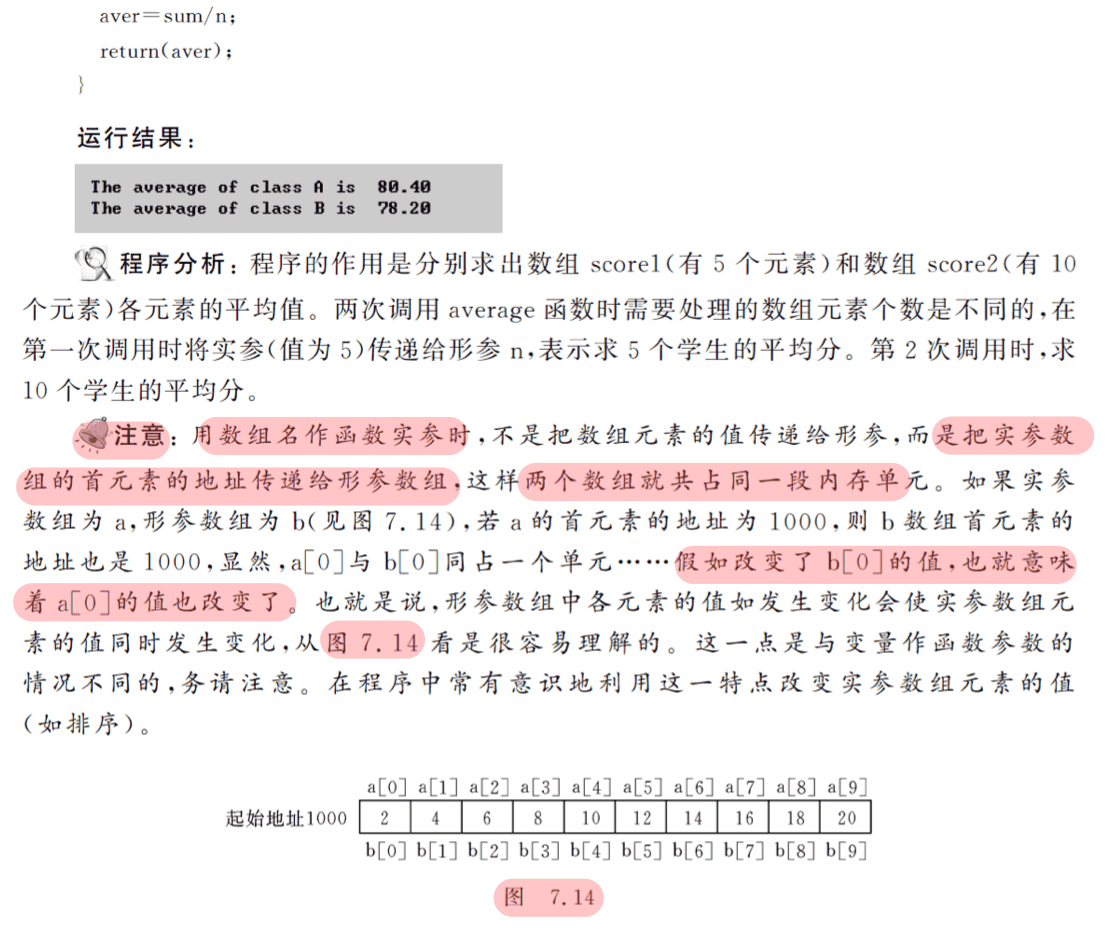 aver=sum/n;
return(aver);
}
运行结果:
The average of class A is 80.40
The average of class B is 78.20
程序分析:程序的作用是分别求出数组 score1(有 5 个元素)和数组 score2(有 10
个元素)各元素的平均值。两次调用 average 函数时需要处理的数组元素个数是不同的,在
第一次调用时将实参(值为 5)传递给形参 n,表示求 5 个学生的平均分。第 2 次调用时,求
10 个学生的平均分。
注意:用数组名作函数实参时,不是把数组元素的值传递给形参,而是把实参数
组的首元素的地址传递给形参数组,这样两个数组就共占同一段内存单元。如果实参
数组为 a,形参数组为 b(见图 7.14),若 a 的首元素的地址为 1000,则 b 数组首元素的
地址也是 1000,显然,a[0]与 b[0]同占一个单元……假如改变了 b[0]的值,也就意味
着 a[0]的值也改变了。也就是说,形参数组中各元素的值如发生变化会使实参数组元
素的值同时发生变化,从图 7.14 看是很容易理解的。这一点是与变量作函数参数的
情况不同的,务请注意。在程序中常有意识地利用这一特点改变实参数组元素的值
(如排序)。
a[0] a[1] a[2] a[3] a[4] a[5] a[6] a[7] a[8] a[9]
起始地址1000 2 4 6 8 10 12 14 16 18 20
b[0] b[1] b[2] b[3] b[4] b[5] b[6] b[7] b[8] b[9]
图 7.14